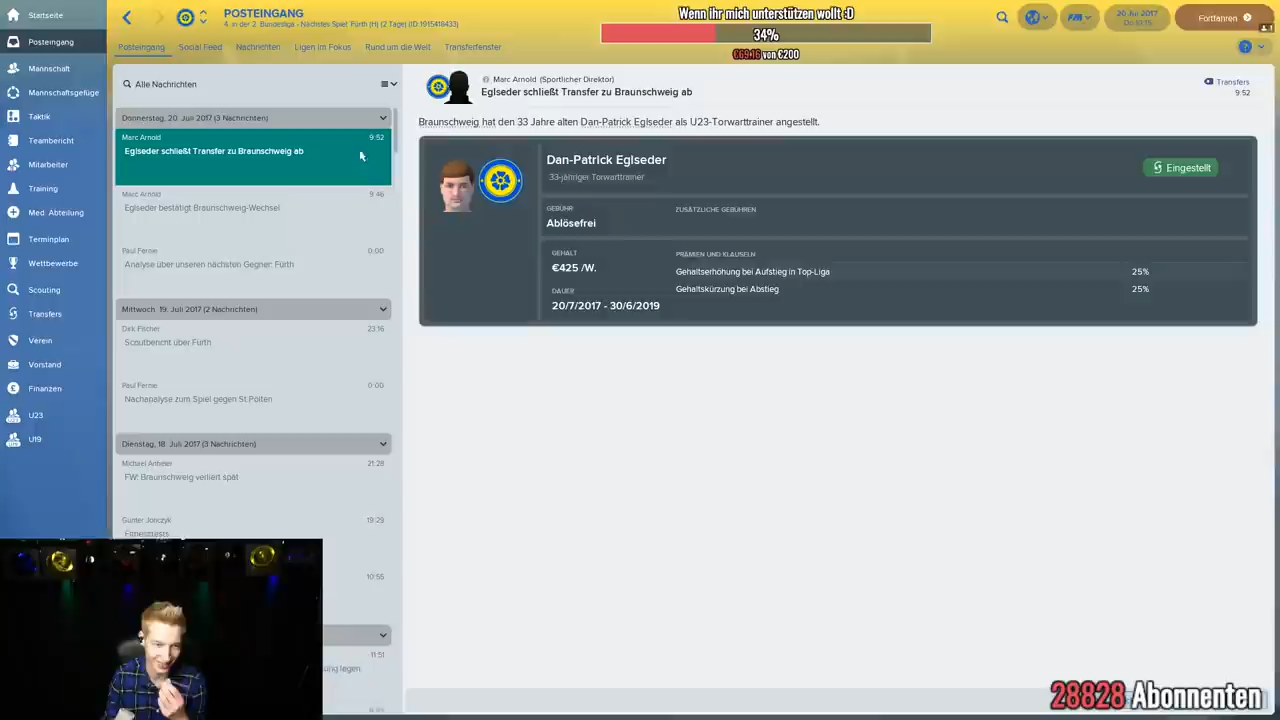 Startseite
Posteingang
Mannschaft
Mannschaftsgefüge
Taktik
Teambericht
Mitarbeiter
Training
Med. Abteilung
Terminplan
Wettbewerbe
Scouting
Transfers
Verein
Vorstand
Finanzen
U23
U19
POSTEINGANG
4. in der 2. Bundesliga - Nächstes Spiel: Fürth (H) (2 Tage) (ID:1915418433)
Posteingang Social Feed Nachrichten Ligen im Fokus Rund um die Welt Transferfenster
Wenn ihr mich unterstützen wollt :D
34%
€69.16 von €200
FM
20 Jul 2017
Fortfahren
Alle Nachrichten
Donnerstag, 20. Juli 2017 (3 Nachrichten)
Marc Arnold 9:52
Eglseder schließt Transfer zu Braunschweig ab
Marc Arnold 9:46
Eglseder bestätigt Braunschweig-Wechsel
Paul Ferrie 0:00
Analyse über unseren nächsten Gegner: Fürth
Mittwoch, 19. Juli 2017 (2 Nachrichten)
Dirk Fischer 23:16
Scoutbericht über Fürth
Paul Ferrie 0:00
Nachanalyse zum Spiel gegen St.Pölten
Dienstag, 18. Juli 2017 (3 Nachrichten)
21:28
FW: Braunschweig verliert spät
19:29
10:55
11:51
legen
Marc Arnold (Sportlicher Direktor)
Eglseder schließt Transfer zu Braunschweig ab
Transfers
9:52
Braunschweig hat den 33 Jahre alten Dan-Patrick Eglseder als U23-Torwarttrainer angestellt.
Dan-Patrick Eglseder
33-jähriger Torwarttrainer
Eingestellt
GEBÜHR
Ablösefrei
ZUSÄTZLICHE GEBÜHREN
GEHALT
€425 /W.
DAUER
20/7/2017 - 30/6/2019
PRÄMIEN UND KLAUSELN
Gehaltserhöhung bei Aufstieg in Top-Liga 25%
Gehaltskürzung bei Abstieg 25%
28828 Abonnenten